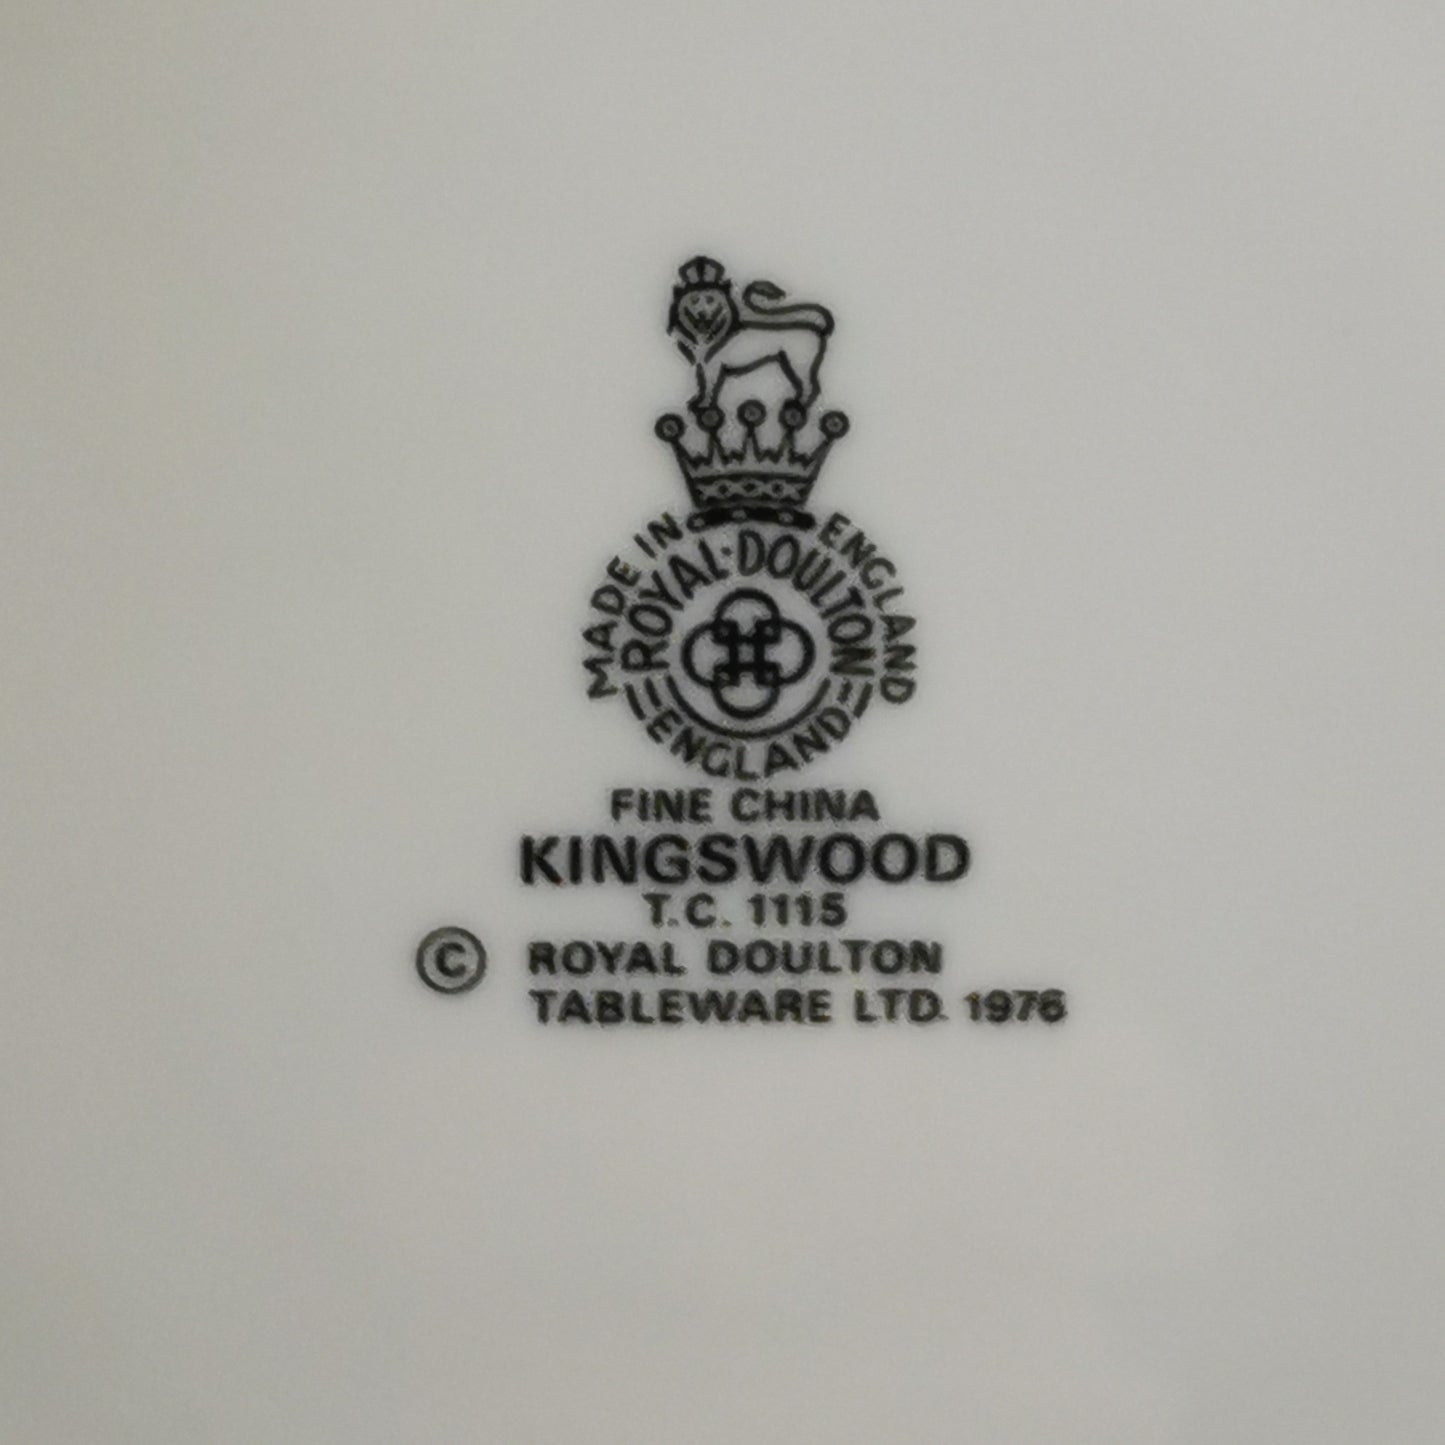 MADE IN ENGLAND
ROYAL·DOULTON
ENGLAND
FINE CHINA
KINGSWOOD
T.C. 1115
© ROYAL DOULTON
TABLEWARE LTD. 1976